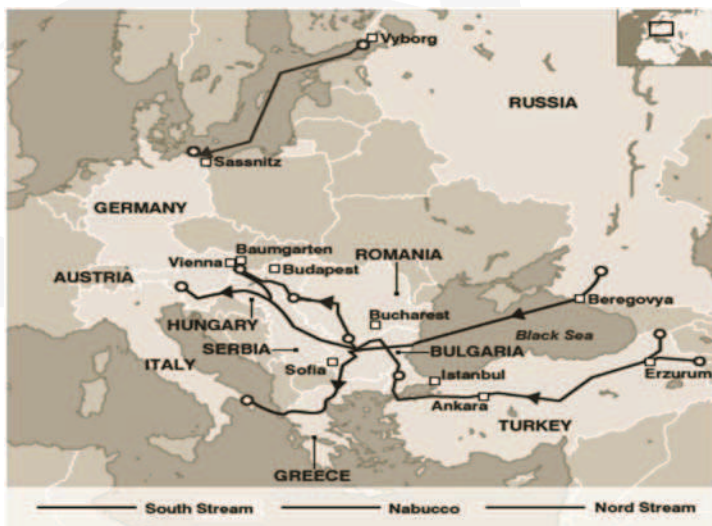 Vyborg
RUSSIA
Sassnitz
GERMANY
Baumgarten
Vienna
ROMANIA
Budapest
AUSTRIA
Beregovya
Bucharest
HUNGARY
Black Sea
SERBIA
BULGARIA
ITALY
Sofia
Istanbul
Erzurum
Ankara
TURKEY
GREECE
South Stream Nabucco Nord Stream